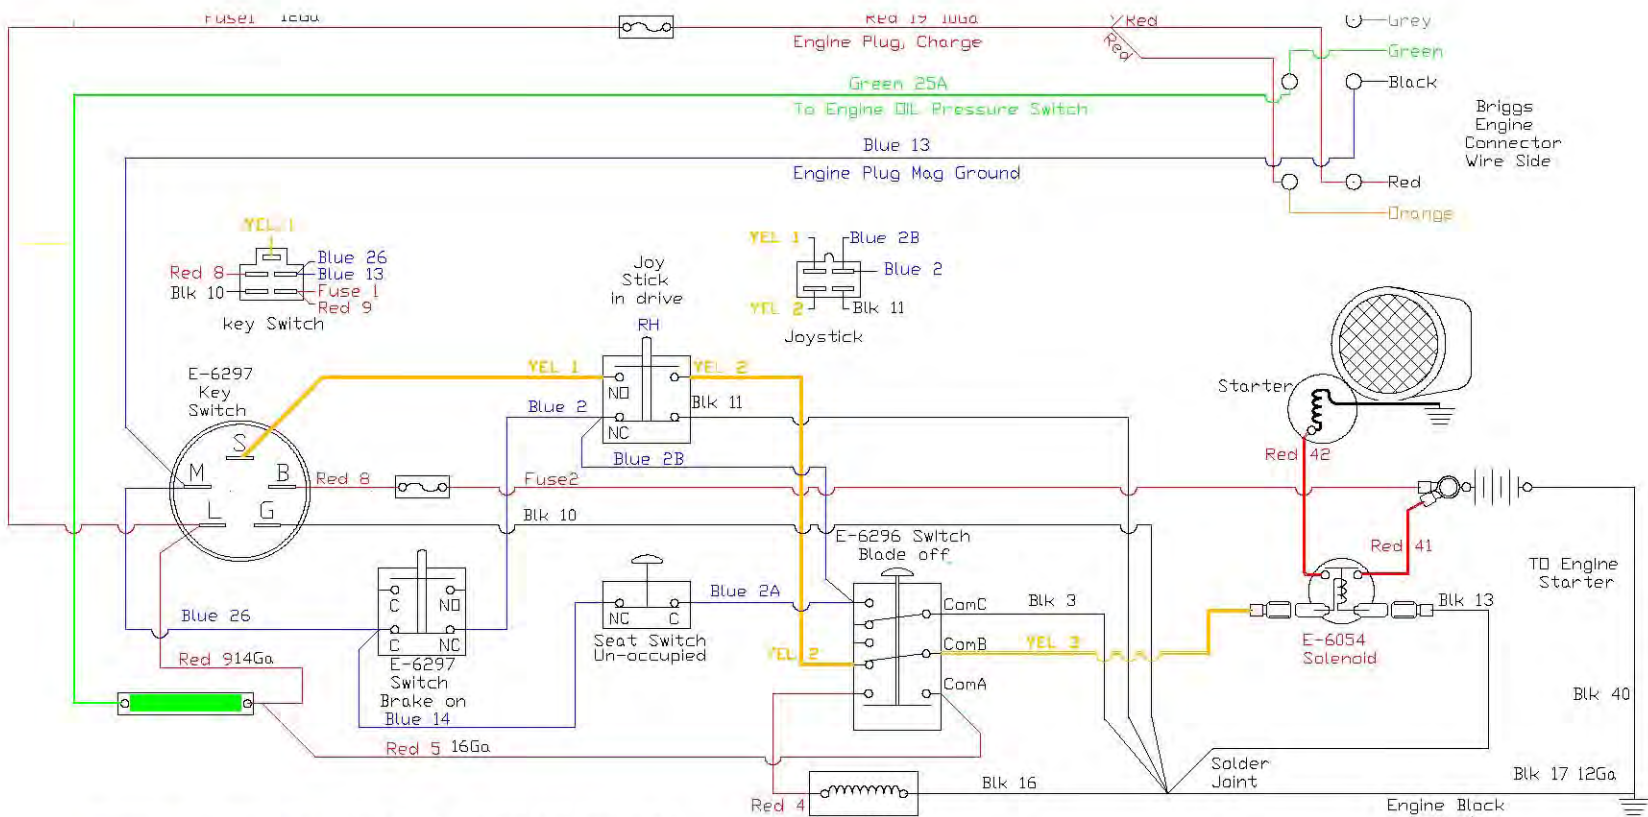 Fuse1 12Ga
Red 19 10Ga
Engine Plug, Charge
Red
Red
Grey
Green
Black
Green 25A
To Engine OIL Pressure Switch
Briggs
Engine
Connector
Wire Side
Blue 13
Engine Plug Mag Ground
Red
Orange
YEL 1
Red 8
Blue 26
Blue 13
Blk 10
Fuse 1
Red 9
key Switch
Joy
Stick
in drive
RH
YEL 1
Blue 2B
Blue 2
YEL 2
Blk 11
Joystick
E-6297
Key
Switch
YEL 1
YEL 2
NO
NC
Blue 2
Blk 11
Blue 2B
Starter
Red 42
S
M
B
L
G
Red 8
Fuse2
Blk 10
Red 41
E-6296 Switch
Blade off
TO Engine
Starter
C
NO
C
NC
Blue 26
E-6297
Switch
Brake on
Blue 14
NC
C
Seat Switch
Un-occupied
Blue 2A
YEL 2
ComC
ComB
ComA
Blk 3
YEL 3
Blk 13
E-6054
Solenoid
Red 9 14Ga
Red 5 16Ga
Blk 40
Solder
Joint
Blk 17 12Ga
Red 4
Blk 16
Engine Block